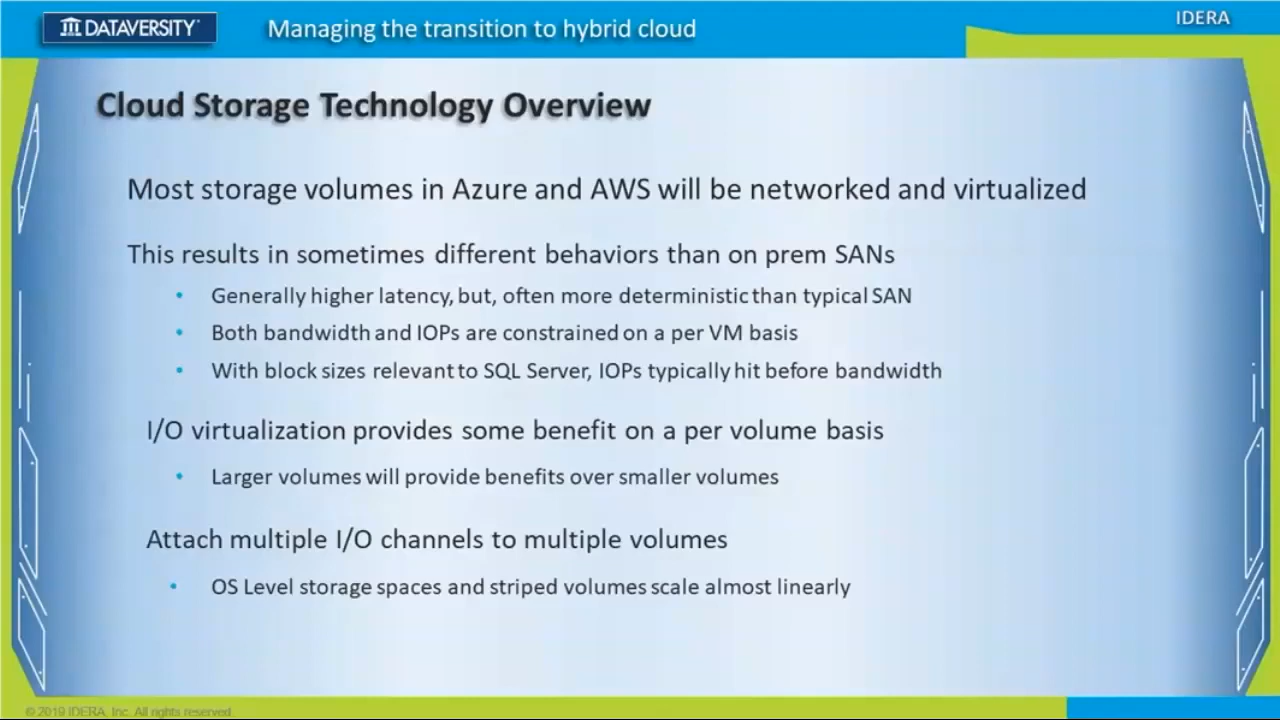 DATAVERSITY
Managing the transition to hybrid cloud
IDERA
Cloud Storage Technology Overview
Most storage volumes in Azure and AWS will be networked and virtualized
This results in sometimes different behaviors than on prem SANs
• Generally higher latency, but, often more deterministic than typical SAN
• Both bandwidth and IOPs are constrained on a per VM basis
• With block sizes relevant to SQL Server, IOPs typically hit before bandwidth
I/O virtualization provides some benefit on a per volume basis
• Larger volumes will provide benefits over smaller volumes
Attach multiple I/O channels to multiple volumes
• OS Level storage spaces and striped volumes scale almost linearly
© 2019 IDERA, Inc. All rights reserved.